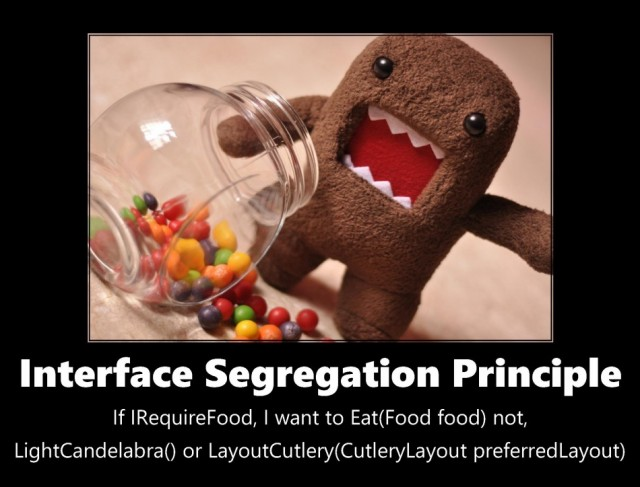 Interface Segregation Principle
If IRequireFood, I want to Eat(Food food) not,
LightCandelabra() or LayoutCutlery(CutleryLayout preferredLayout)